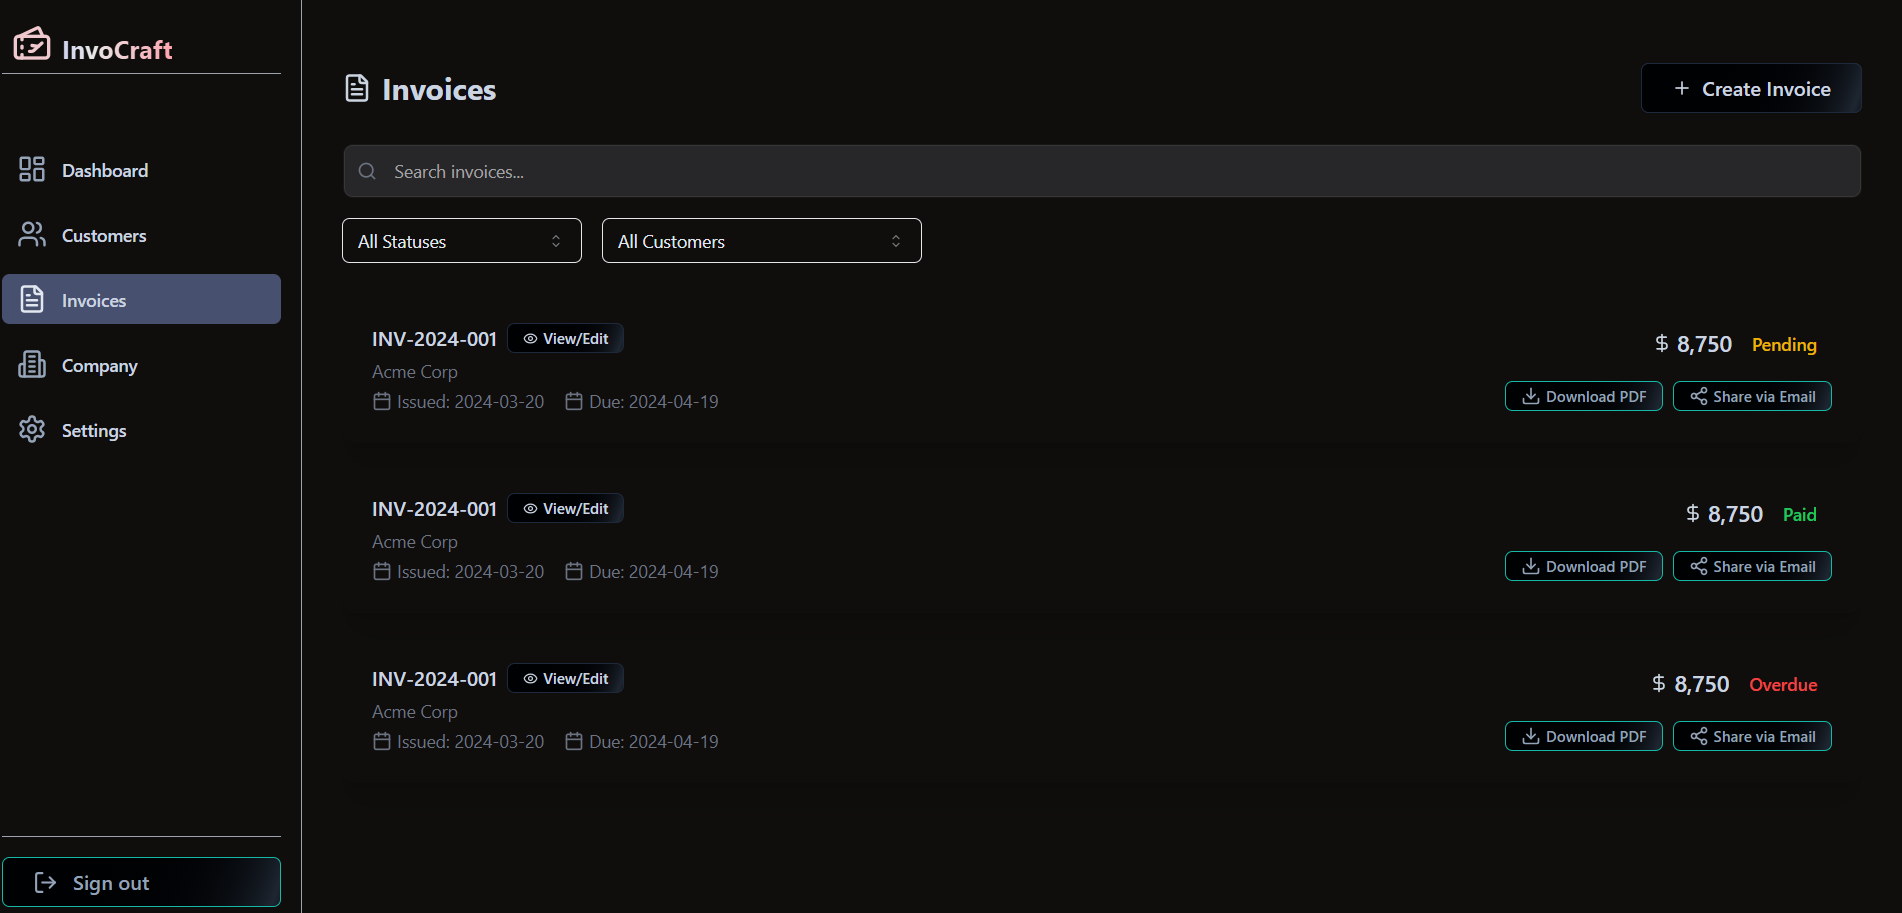 InvoCraft
Dashboard
Customers
Invoices
Company
Settings
Sign out
Invoices
Create Invoice
Search invoices...
All Statuses
All Customers
INV-2024-001 View/Edit
$ 8,750 Pending
Acme Corp
Issued: 2024-03-20 Due: 2024-04-19
Download PDF Share via Email
INV-2024-001 View/Edit
$ 8,750 Paid
Acme Corp
Issued: 2024-03-20 Due: 2024-04-19
Download PDF Share via Email
INV-2024-001 View/Edit
$ 8,750 Overdue
Acme Corp
Issued: 2024-03-20 Due: 2024-04-19
Download PDF Share via Email